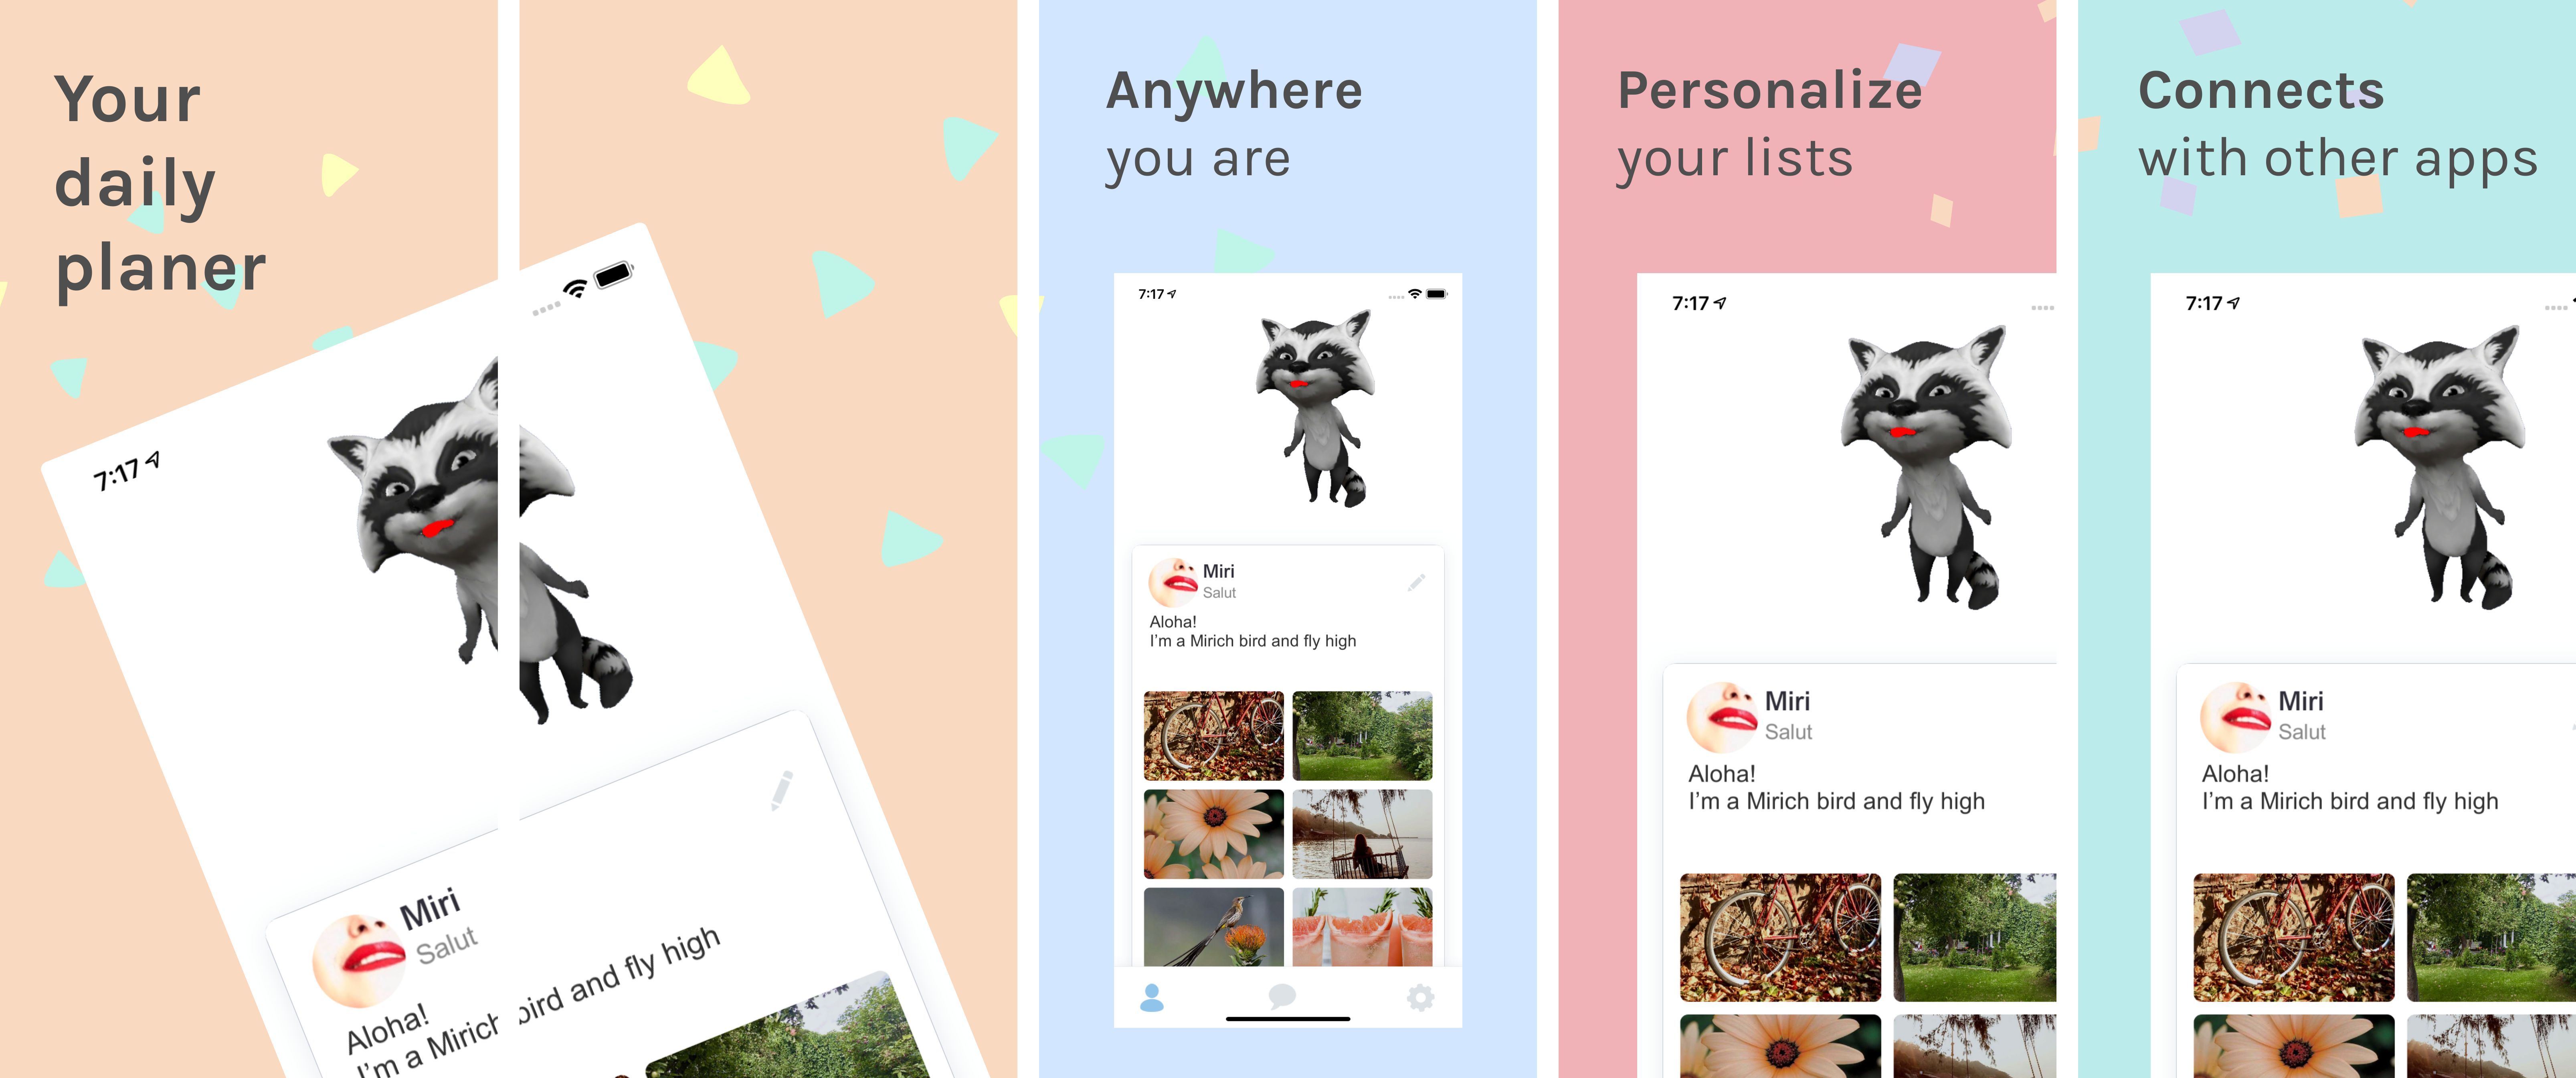 Your
daily
planer
7:17
Miri
Salut
Aloha!
I'm a Mirich bird and fly high
Anywhere
you are
7:17
Miri
Salut
Aloha!
I'm a Mirich bird and fly high
Personalize
your lists
7:17
Miri
Salut
Aloha!
I'm a Mirich bird and fly high
Connects
with other apps
7:17
Miri
Salut
Aloha!
I'm a Mirich bird and fly high